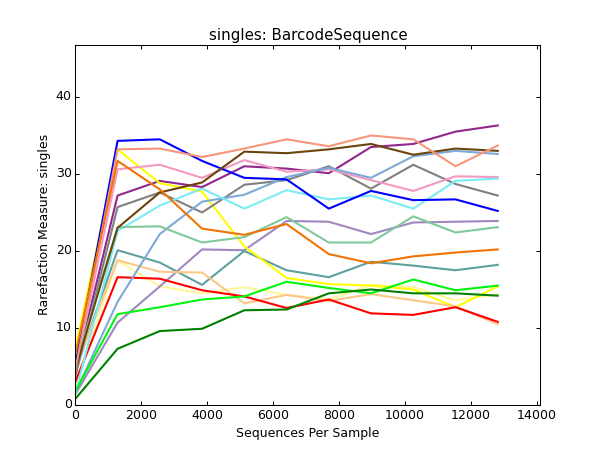 singles: BarcodeSequence
40
30
20
10
0
Rarefaction Measure: singles
0 2000 4000 6000 8000 10000 12000 14000
Sequences Per Sample